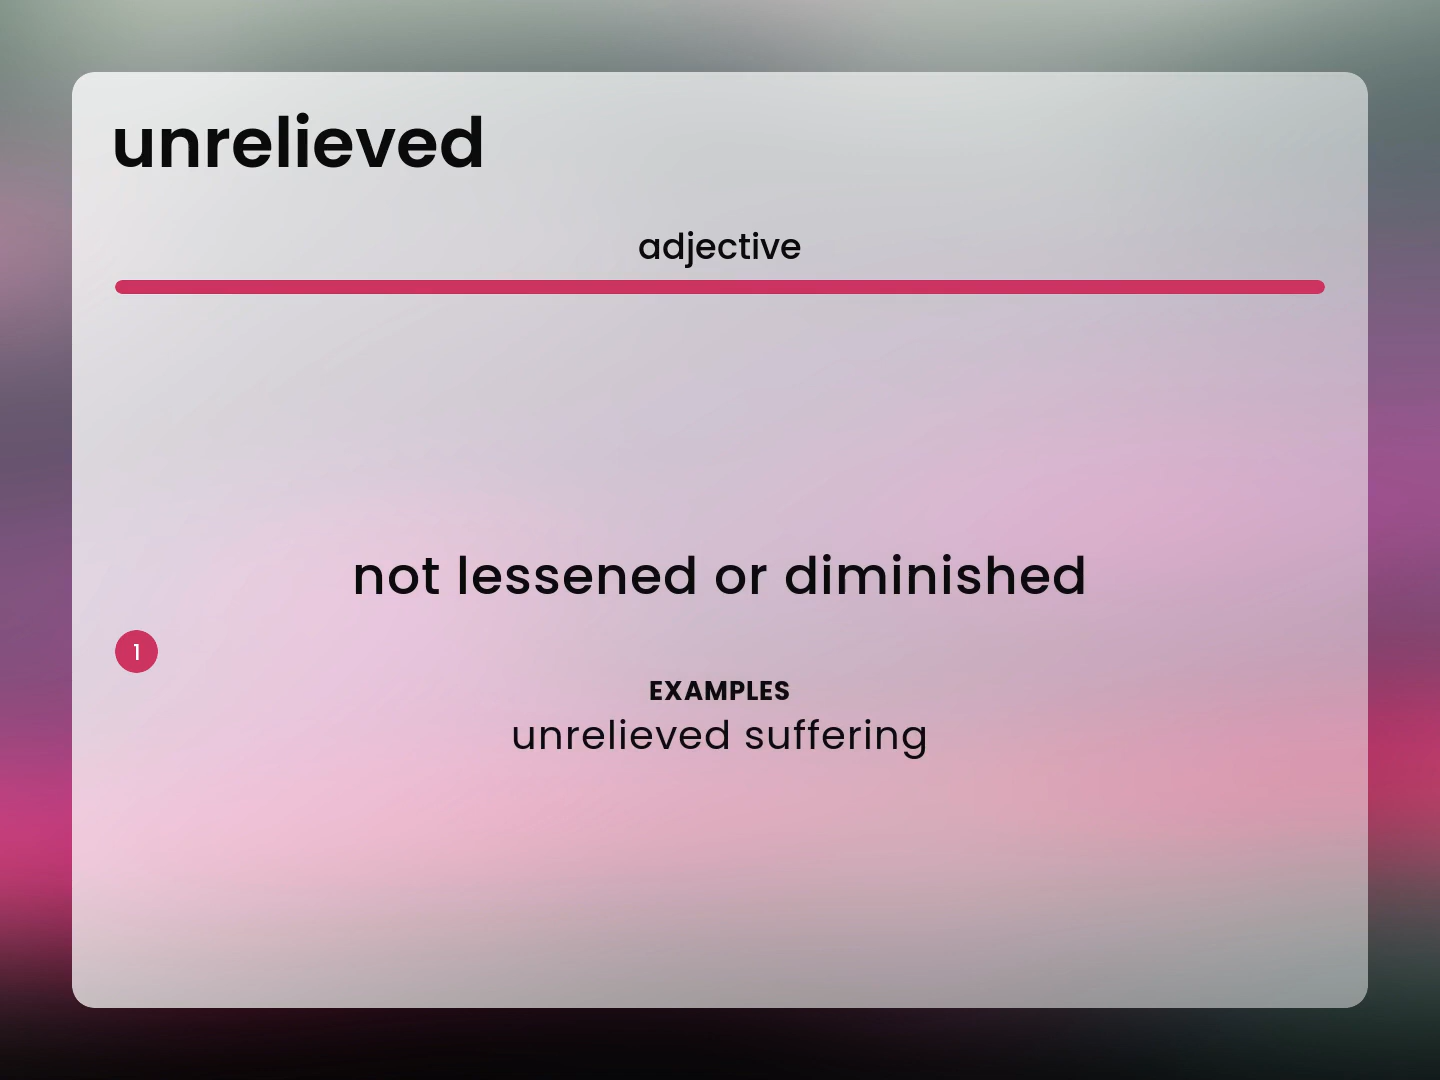 unrelieved
adjective
not lessened or diminished
1
EXAMPLES
unrelieved suffering